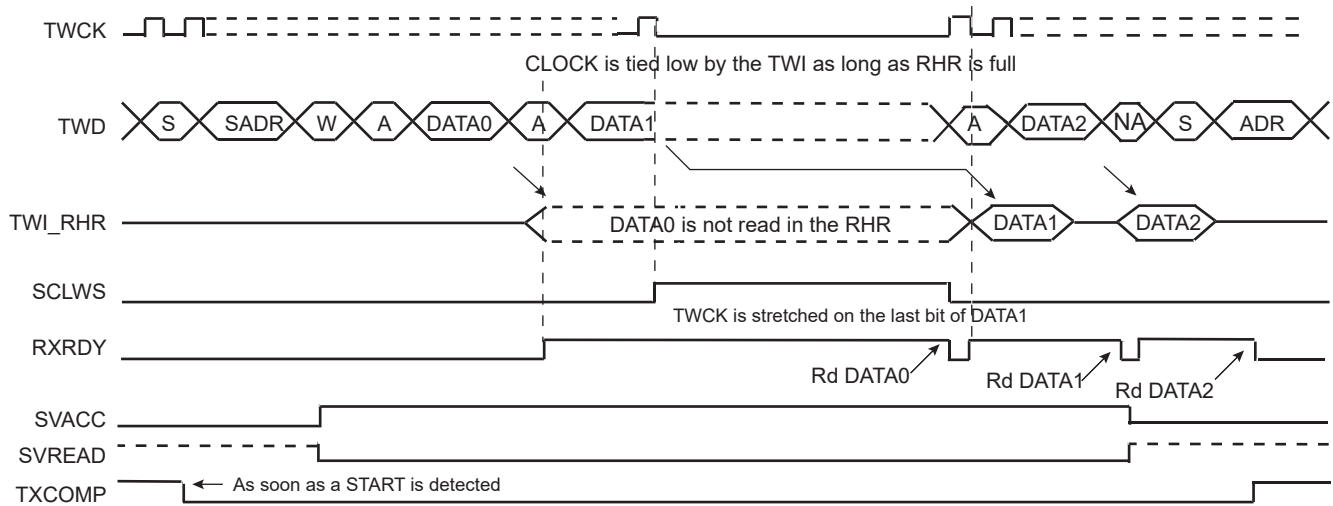 TWCK
CLOCK is tied low by the TWI as long as RHR is full
TWD S SADR W A DATA0 A DATA1 A DATA2 NA S ADR
TWI_RHR DATA0 is not read in the RHR DATA1 DATA2
SCLWS
TWCK is stretched on the last bit of DATA1
RXRDY
Rd DATA0 Rd DATA1 Rd DATA2
SVACC
SVREAD
TXCOMP As soon as a START is detected